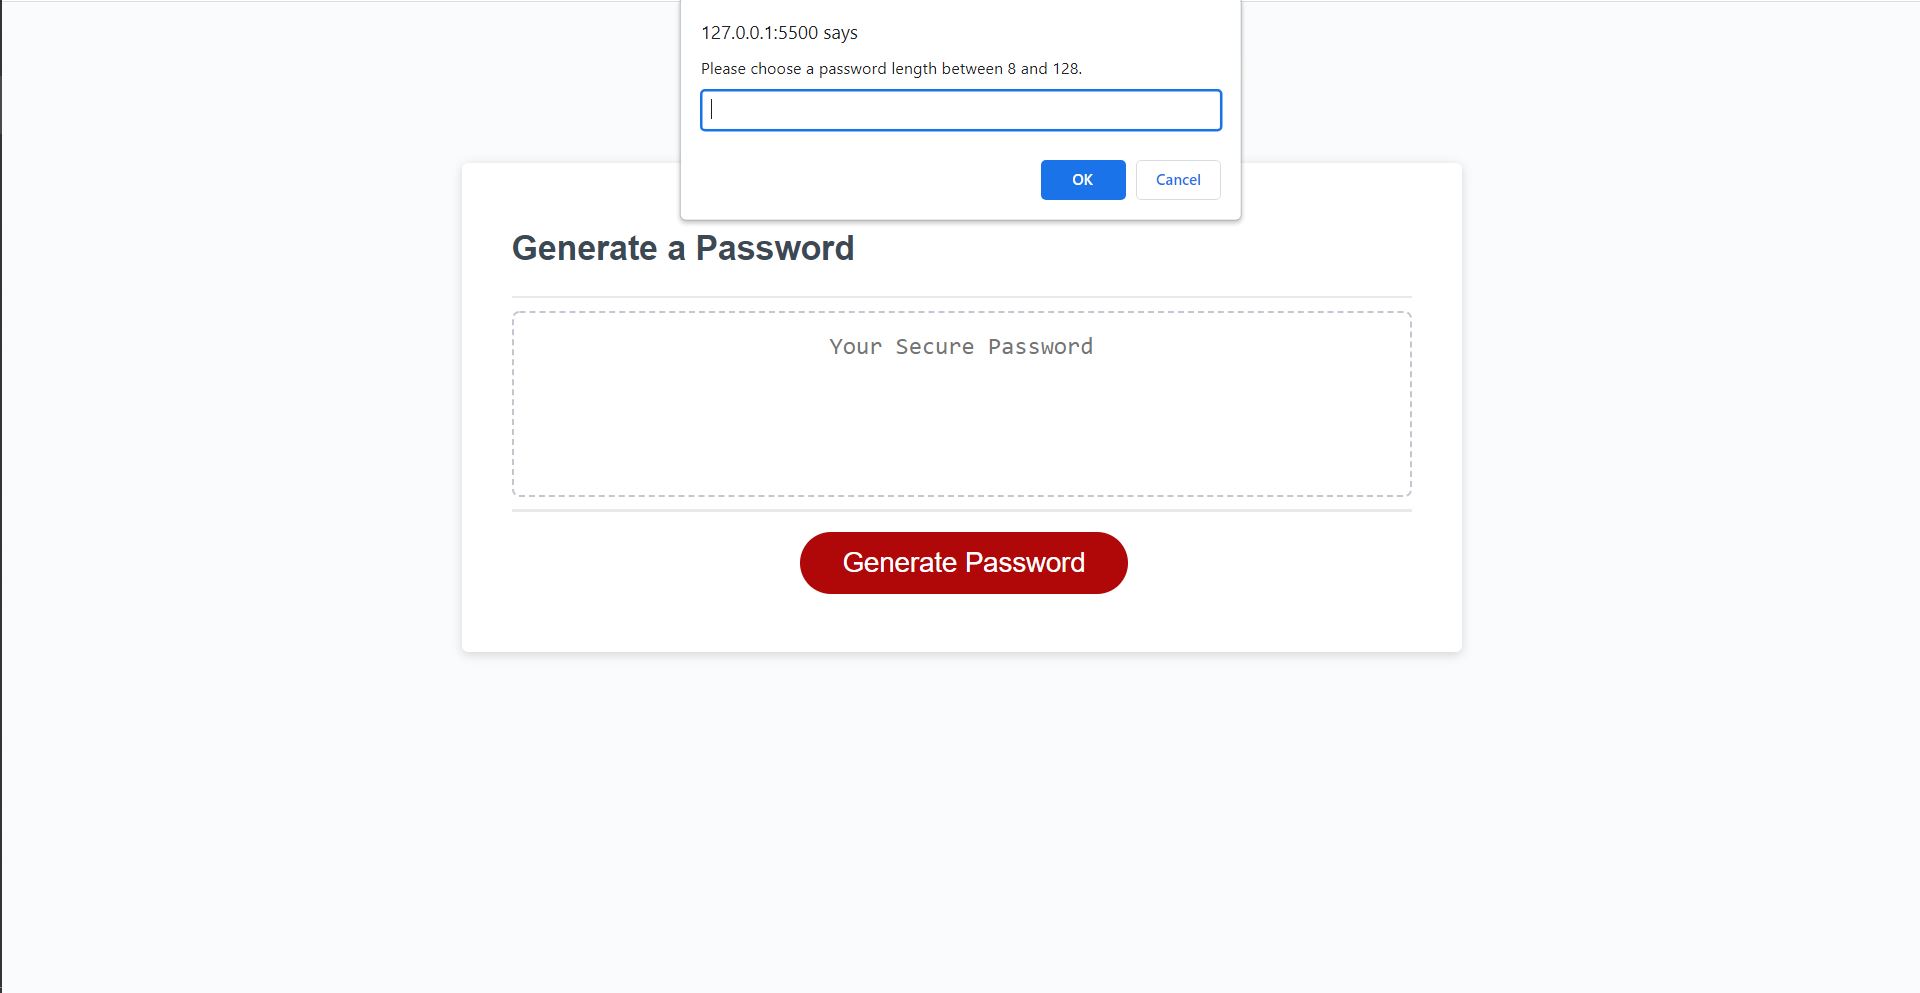 127.0.0.1:5500 says
Please choose a password length between 8 and 128.
OK Cancel
Generate a Password
Your Secure Password
Generate Password